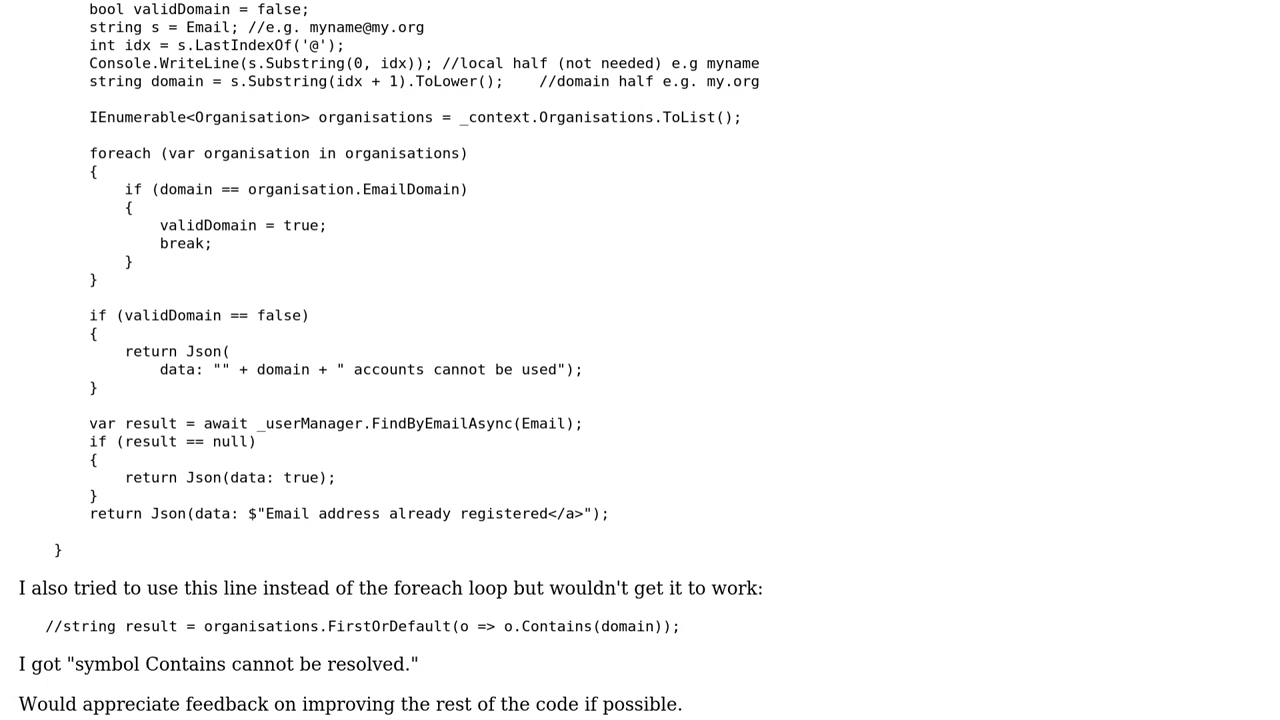 bool validDomain = false;
string s = Email; //e.g. myname@my.org
int idx = s.LastIndexOf('@');
Console.WriteLine(s.Substring(0, idx)); //local half (not needed) e.g myname
string domain = s.Substring(idx + 1).ToLower();    //domain half e.g. my.org
IEnumerable<Organisation> organisations = _context.Organisations.ToList();
foreach (var organisation in organisations)
{
if (domain == organisation.EmailDomain)
{
validDomain = true;
break;
}
}
if (validDomain == false)
{
return Json(
data: "" + domain + " accounts cannot be used");
}
var result = await _userManager.FindByEmailAsync(Email);
if (result == null)
{
return Json(data: true);
}
return Json(data: $"Email address already registered</a>");
}
I also tried to use this line instead of the foreach loop but wouldn't get it to work:
//string result = organisations.FirstOrDefault(o => o.Contains(domain));
I got "symbol Contains cannot be resolved."
Would appreciate feedback on improving the rest of the code if possible.